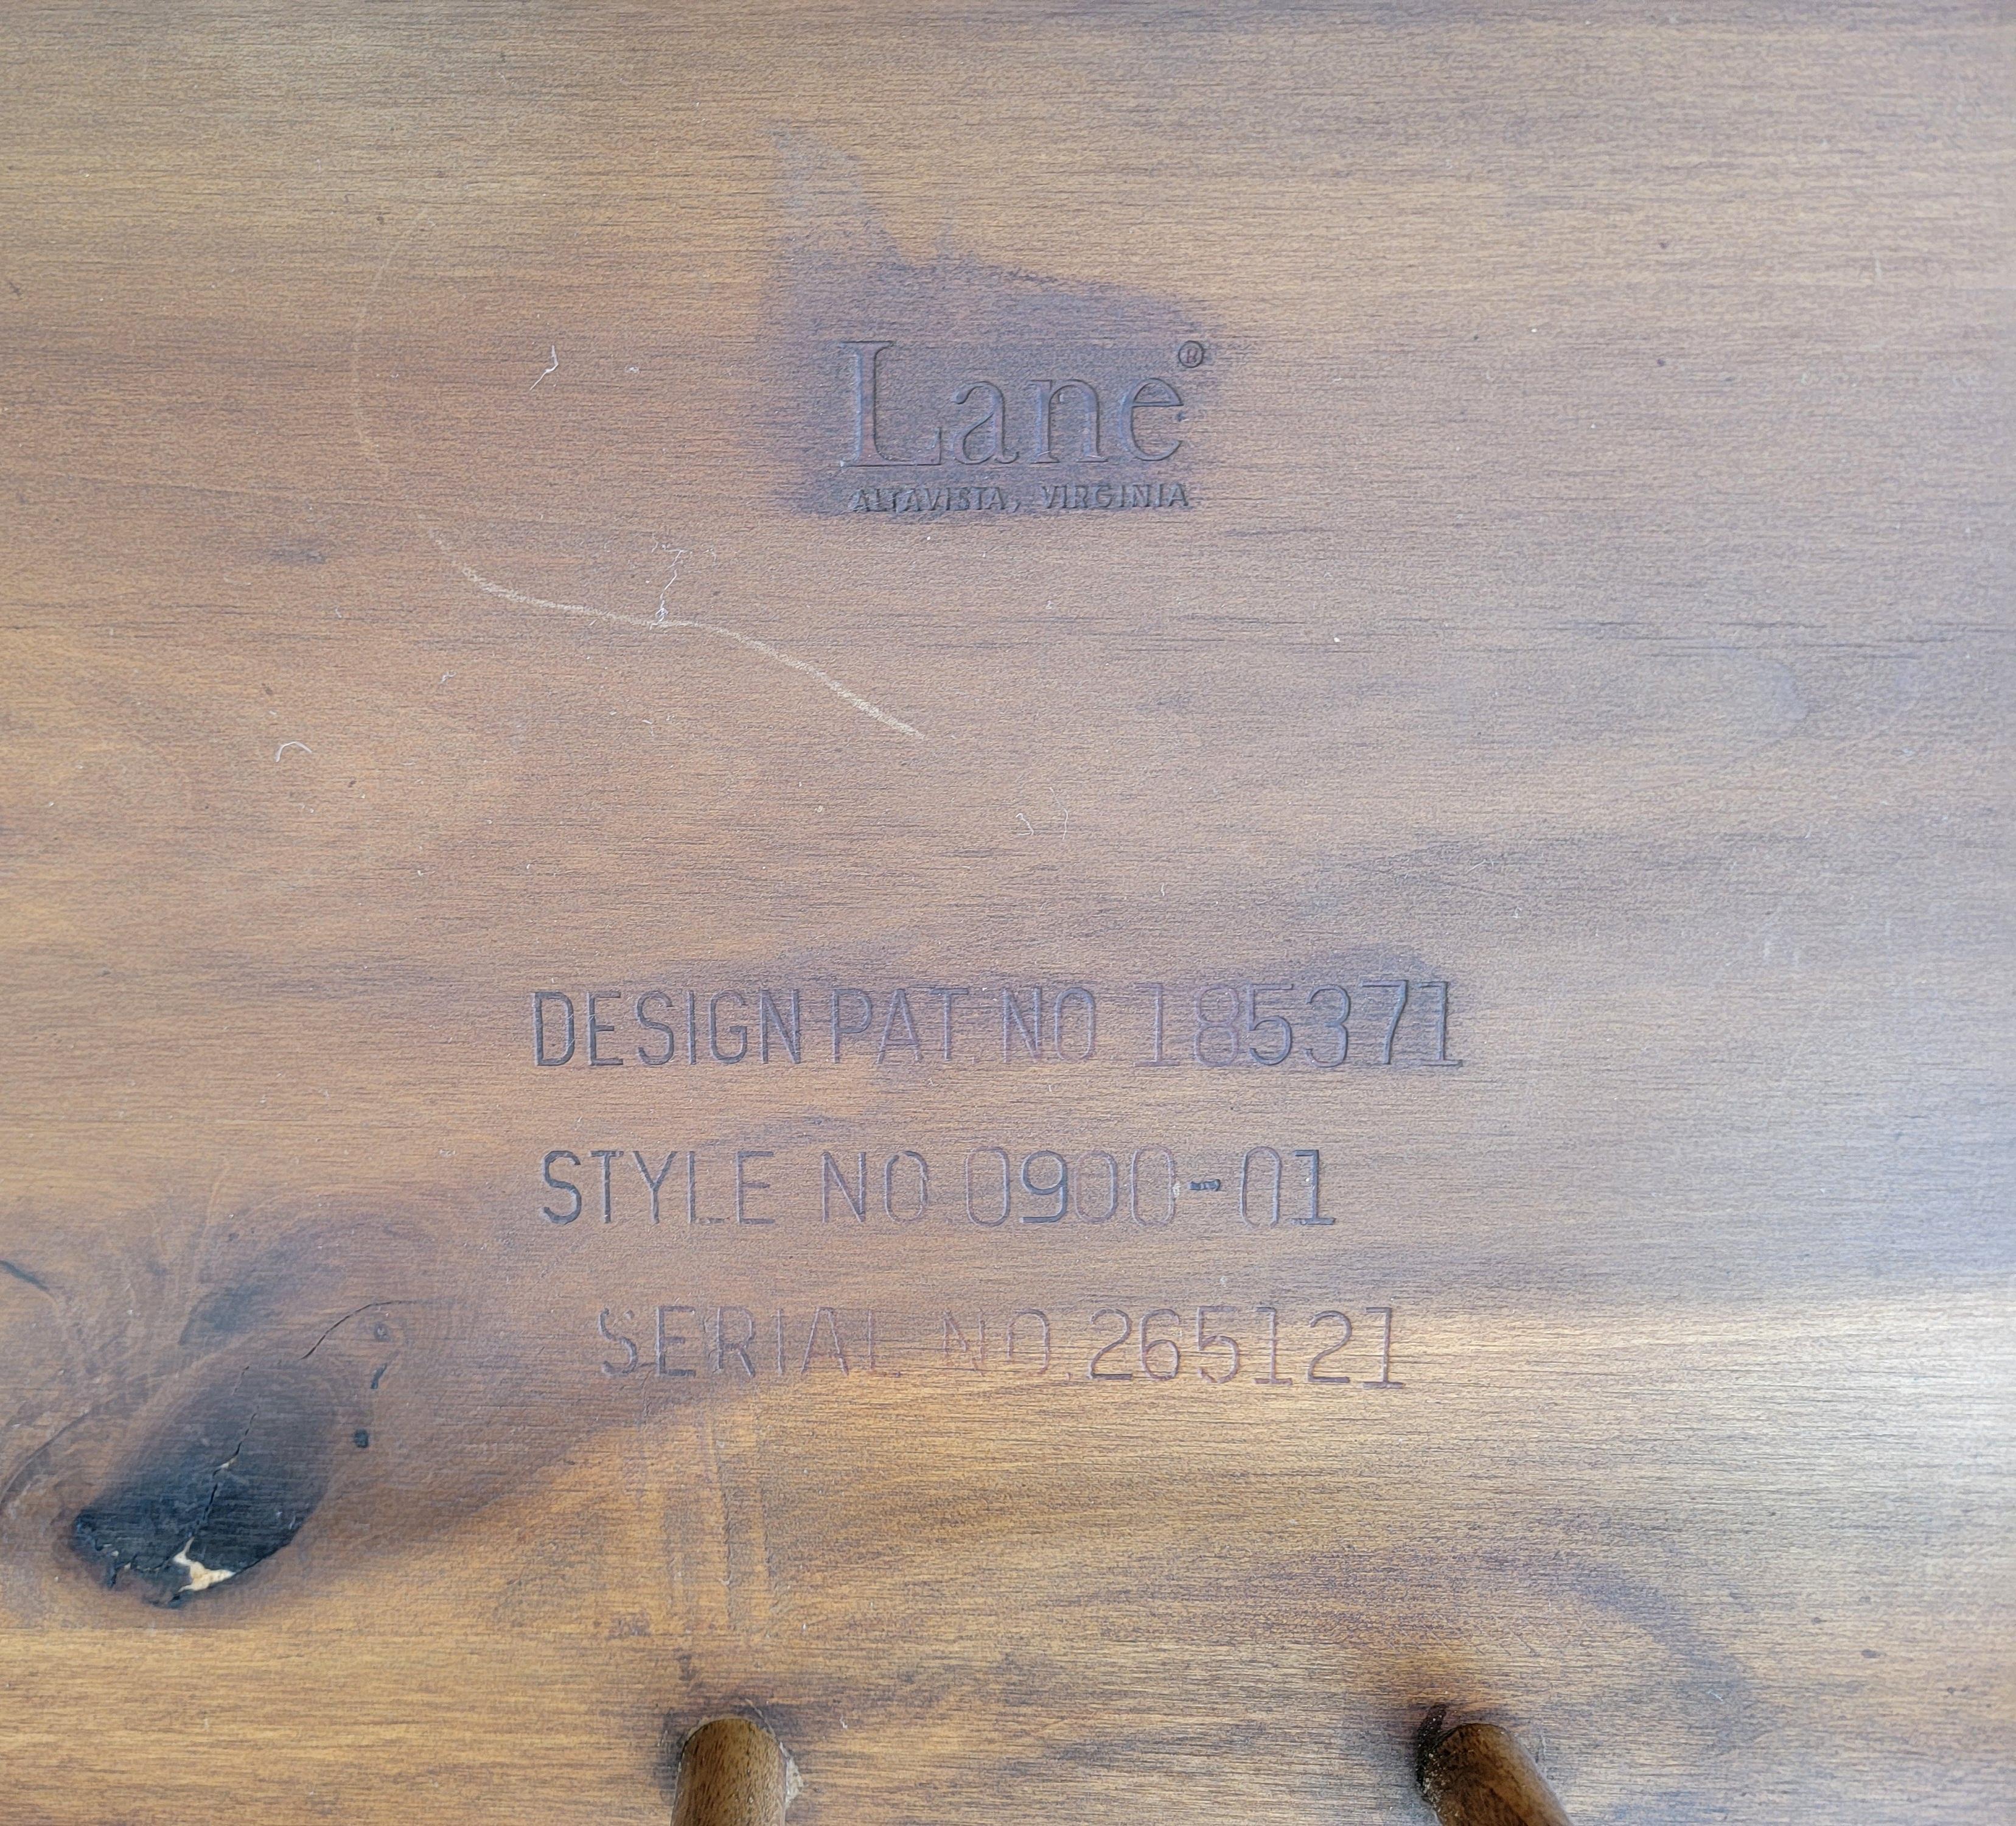 Lane®
ALTAVISTA, VIRGINIA
DESIGN PAT. NO 185371
STYLE NO. 0900-01
SERIAL NO. 265121